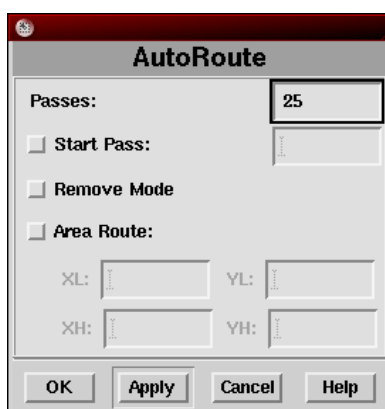 AutoRoute
Passes: 25
Start Pass:
Remove Mode
Area Route:
XL: YL:
XH: YH:
OK Apply Cancel Help